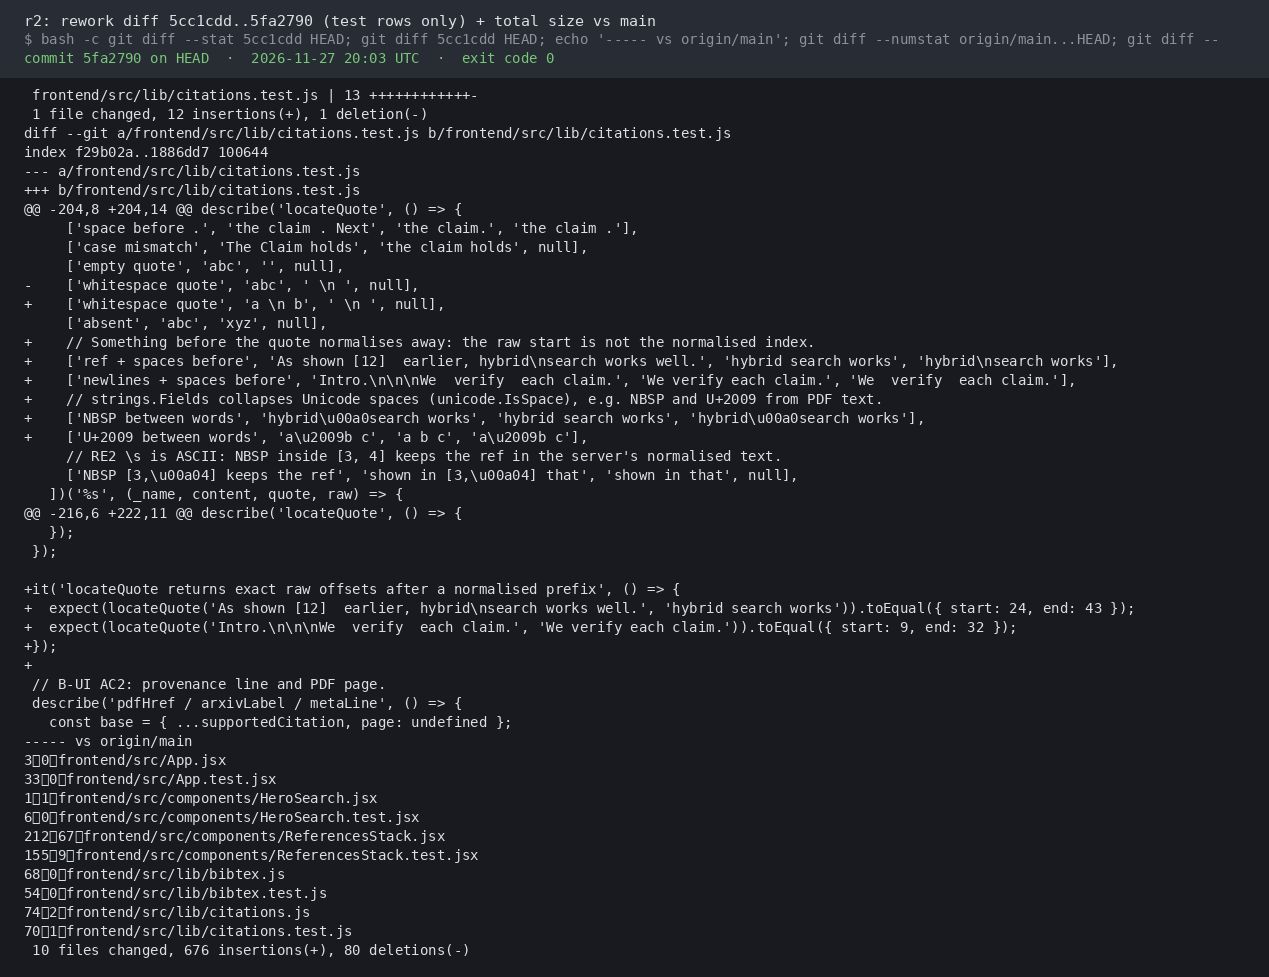 r2: rework diff 5cc1cdd..5fa2790 (test rows only) + total size vs main
$ bash -c git diff --stat 5cc1cdd HEAD; git diff 5cc1cdd HEAD; echo '----- vs origin/main'; git diff --numstat origin/main...HEAD; git diff --
commit 5fa2790 on HEAD · 2026-11-27 20:03 UTC · exit code 0
 frontend/src/lib/citations.test.js | 13 ++++++++++++-
 1 file changed, 12 insertions(+), 1 deletion(-)
diff --git a/frontend/src/lib/citations.test.js b/frontend/src/lib/citations.test.js
index f29b02a..1886dd7 100644
--- a/frontend/src/lib/citations.test.js
+++ b/frontend/src/lib/citations.test.js
@@ -204,8 +204,14 @@ describe('locateQuote', () => {
     ['space before .', 'the claim . Next', 'the claim.', 'the claim .'],
     ['case mismatch', 'The Claim holds', 'the claim holds', null],
     ['empty quote', 'abc', '', null],
-    ['whitespace quote', 'abc', ' \n ', null],
+    ['whitespace quote', 'a \n b', ' \n ', null],
     ['absent', 'abc', 'xyz', null],
+    // Something before the quote normalises away: the raw start is not the normalised index.
+    ['ref + spaces before', 'As shown [12]  earlier, hybrid\nsearch works well.', 'hybrid search works', 'hybrid\nsearch works'],
+    ['newlines + spaces before', 'Intro.\n\n\nWe  verify  each claim.', 'We verify each claim.', 'We  verify  each claim.'],
+    // strings.Fields collapses Unicode spaces (unicode.IsSpace), e.g. NBSP and U+2009 from PDF text.
+    ['NBSP between words', 'hybrid\u00a0search works', 'hybrid search works', 'hybrid\u00a0search works'],
+    ['U+2009 between words', 'a\u2009b c', 'a b c', 'a\u2009b c'],
     // RE2 \s is ASCII: NBSP inside [3, 4] keeps the ref in the server's normalised text.
     ['NBSP [3,\u00a04] keeps the ref', 'shown in [3,\u00a04] that', 'shown in that', null],
   ])('%s', (_name, content, quote, raw) => {
@@ -216,6 +222,11 @@ describe('locateQuote', () => {
   });
 });
+it('locateQuote returns exact raw offsets after a normalised prefix', () => {
+  expect(locateQuote('As shown [12]  earlier, hybrid\nsearch works well.', 'hybrid search works')).toEqual({ start: 24, end: 43 });
+  expect(locateQuote('Intro.\n\n\nWe  verify  each claim.', 'We verify each claim.')).toEqual({ start: 9, end: 32 });
+});
+
 // B-UI AC2: provenance line and PDF page.
 describe('pdfHref / arxivLabel / metaLine', () => {
   const base = { ...supportedCitation, page: undefined };
----- vs origin/main
3▯0▯frontend/src/App.jsx
33▯0▯frontend/src/App.test.jsx
1▯1▯frontend/src/components/HeroSearch.jsx
6▯0▯frontend/src/components/HeroSearch.test.jsx
212▯67▯frontend/src/components/ReferencesStack.jsx
155▯9▯frontend/src/components/ReferencesStack.test.jsx
68▯0▯frontend/src/lib/bibtex.js
54▯0▯frontend/src/lib/bibtex.test.js
74▯2▯frontend/src/lib/citations.js
70▯1▯frontend/src/lib/citations.test.js
 10 files changed, 676 insertions(+), 80 deletions(-)